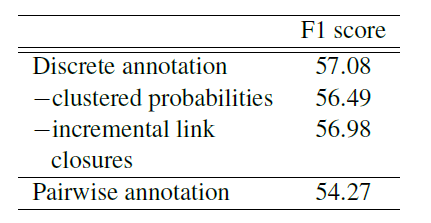 F1 score
Discrete annotation 57.08
−clustered probabilities 56.49
−incremental link 56.98
closures
Pairwise annotation 54.27